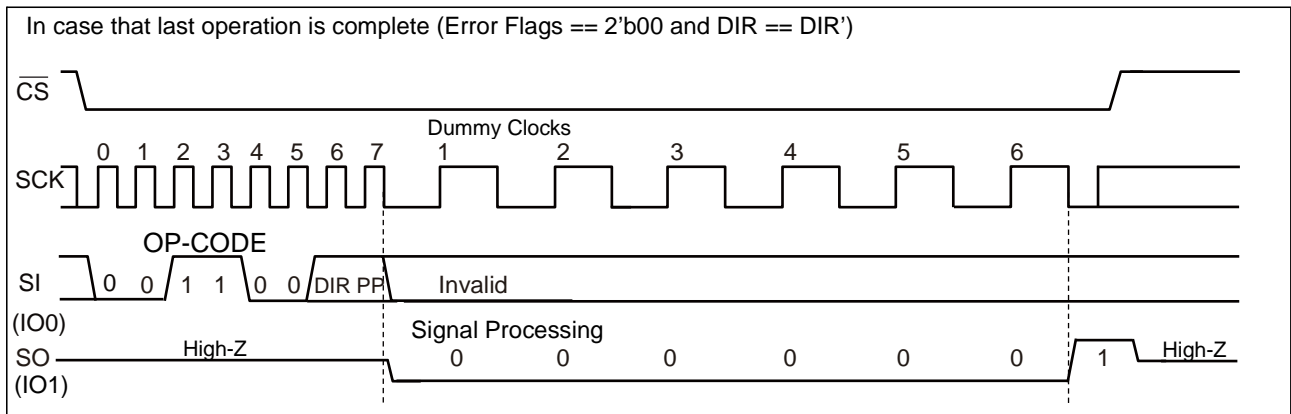 In case that last operation is complete (Error Flags == 2'b00 and DIR == DIR')
CS
Dummy Clocks
0 1 2 3 4 5 6 7 1 2 3 4 5 6
SCK
OP-CODE
SI 0 0 1 1 0 0 DIR PP Invalid
(IO0)
Signal Processing
SO High-Z 0 0 0 0 0 0 1 High-Z
(IO1)